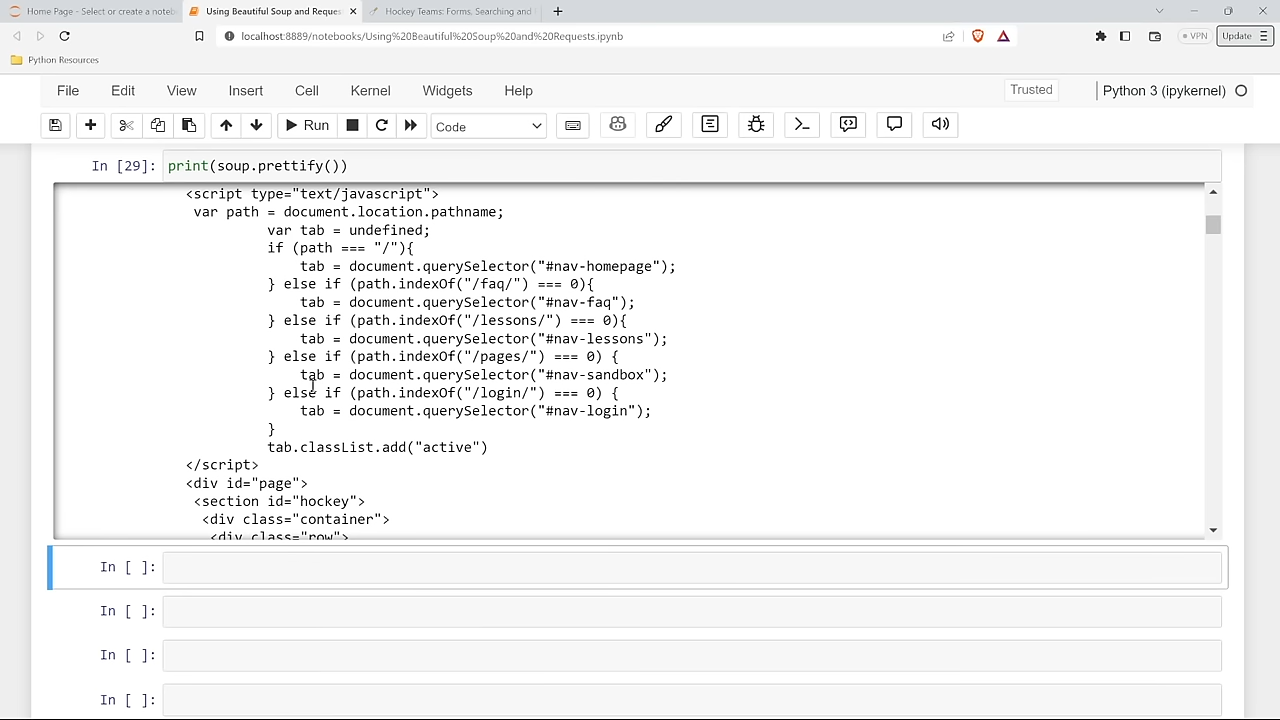 Home Page - Select or create a noteb
Using Beautiful Soup and Reques
Hockey Teams: Forms, Searching and
localhost:8889/notebooks/Using%20Beautiful%20Soup%20and%20Requests.ipynb
VPN
Update
Python Resources
File Edit View Insert Cell Kernel Widgets Help
Trusted
Python 3 (ipykernel)
Run
Code
In [29]: print(soup.prettify())
<script type="text/javascript">
var path = document.location.pathname;
var tab = undefined;
if (path === "/"){
tab = document.querySelector("#nav-homepage");
} else if (path.indexOf("/faq/") === 0){
tab = document.querySelector("#nav-faq");
} else if (path.indexOf("/lessons/") === 0){
tab = document.querySelector("#nav-lessons");
} else if (path.indexOf("/pages/") === 0) {
tab = document.querySelector("#nav-sandbox");
} else if (path.indexOf("/login/") === 0) {
tab = document.querySelector("#nav-login");
}
tab.classList.add("active")
</script>
<div id="page">
<section id="hockey">
<div class="container">
<div class="row">
In [ ]:
In [ ]:
In [ ]:
In [ ]: